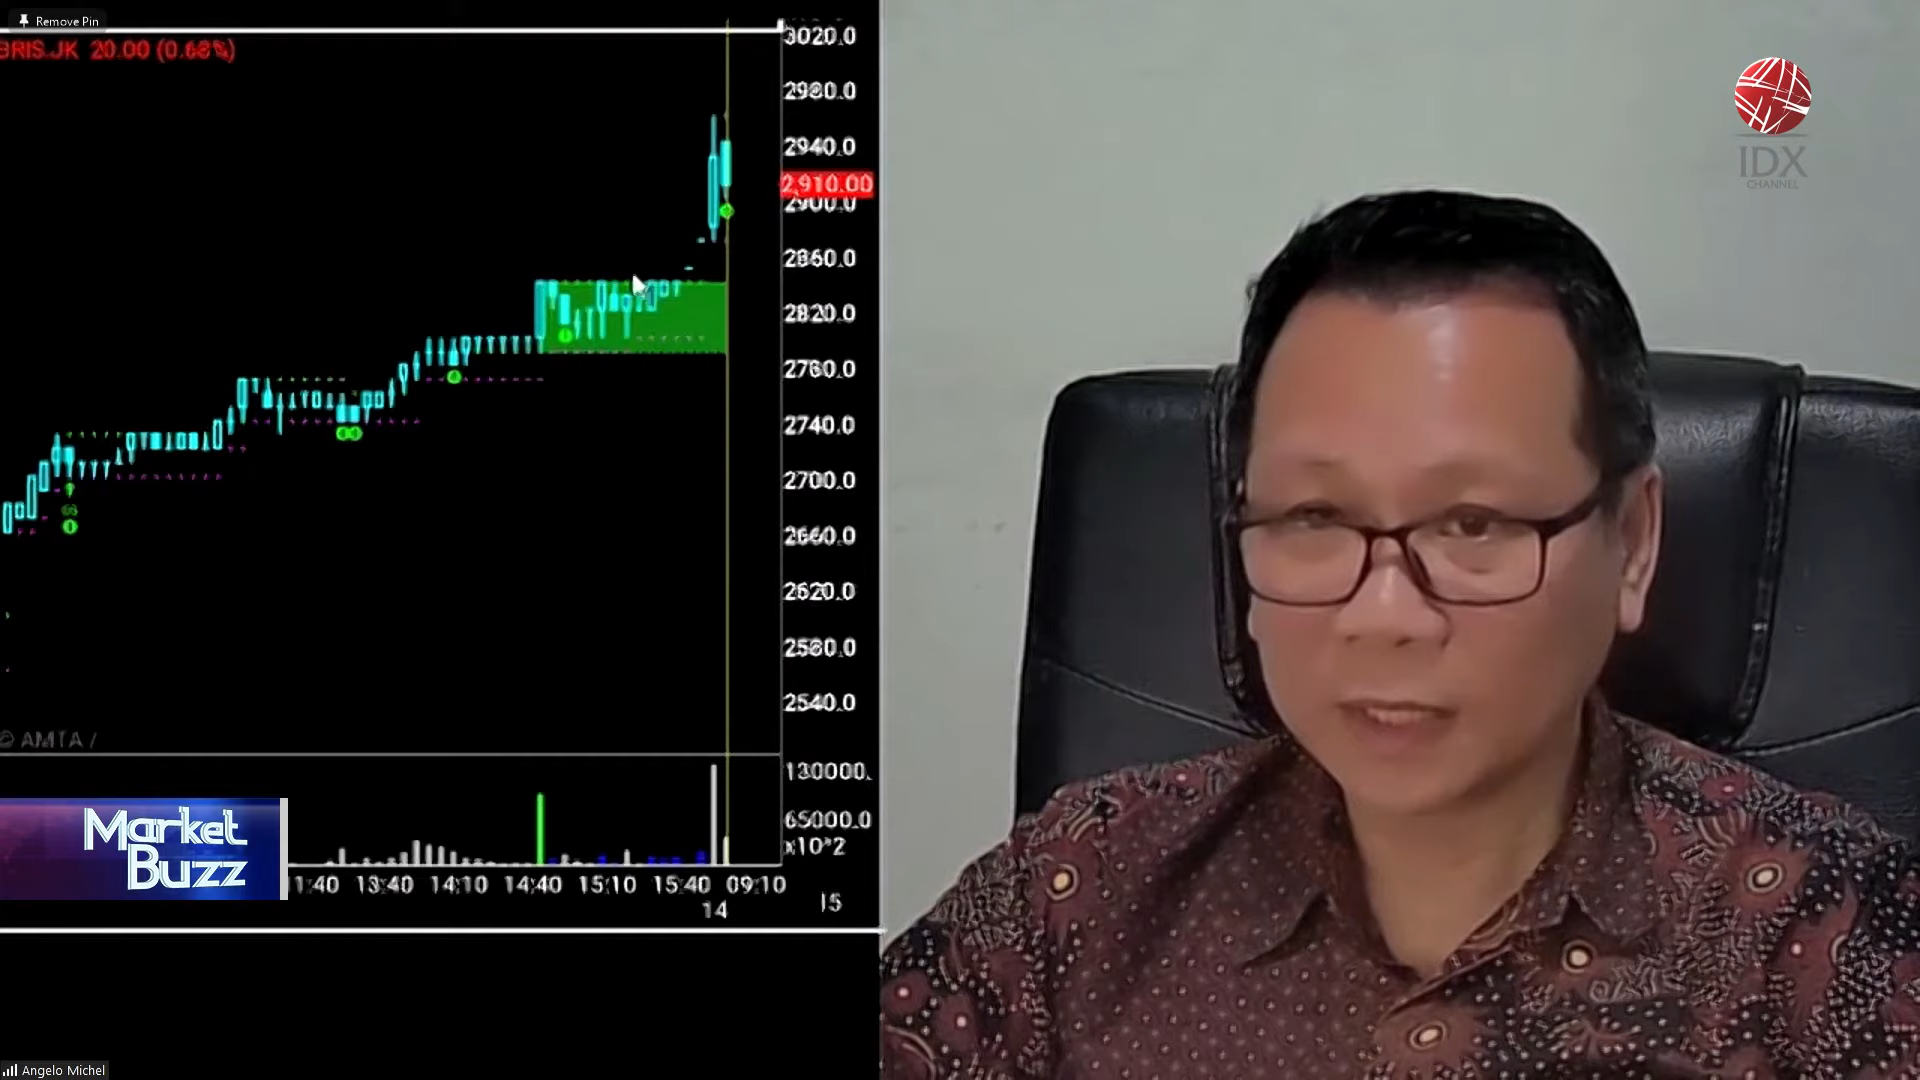 Remove Pin
BRIS.JK 20.00 (0.68%)
3020.0
2980.0
2940.0
2,910.00
2900.0
2860.0
2820.0
2780.0
2740.0
2700.0
2660.0
2620.0
2580.0
2540.0
© AMTA /
130000.
65000.0
x10^2
11:40 13:40 14:10 14:40 15:10 15:40 09:10
14 15
Market
Buzz
Angelo Michel
IDX
CHANNEL